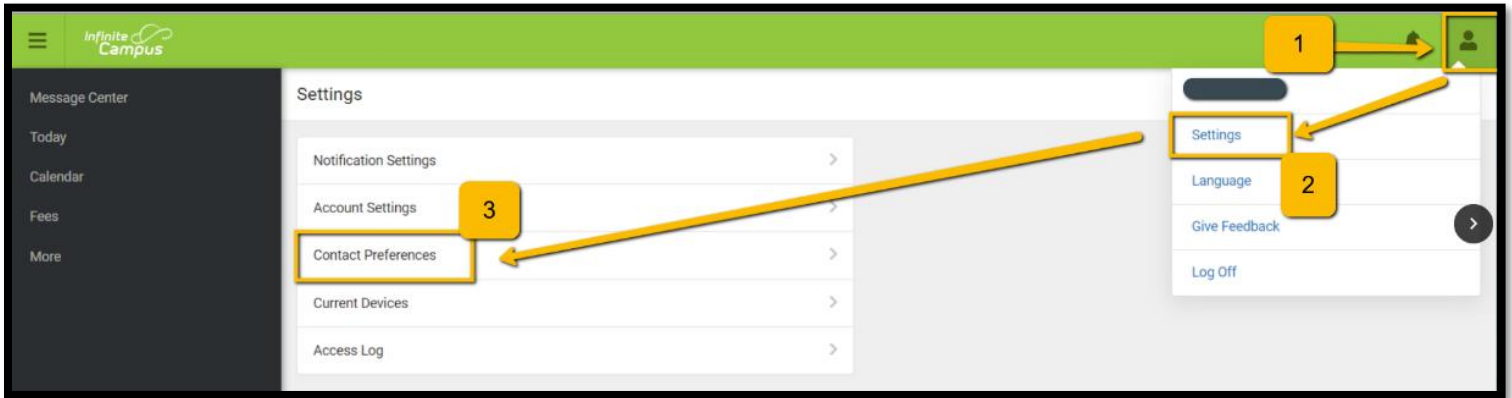 Infinite
Campus
1
Message Center
Today
Calendar
Fees
More
Settings
Notification Settings
Account Settings
3
Contact Preferences
Current Devices
Access Log
Settings
Language
2
Give Feedback
Log Off